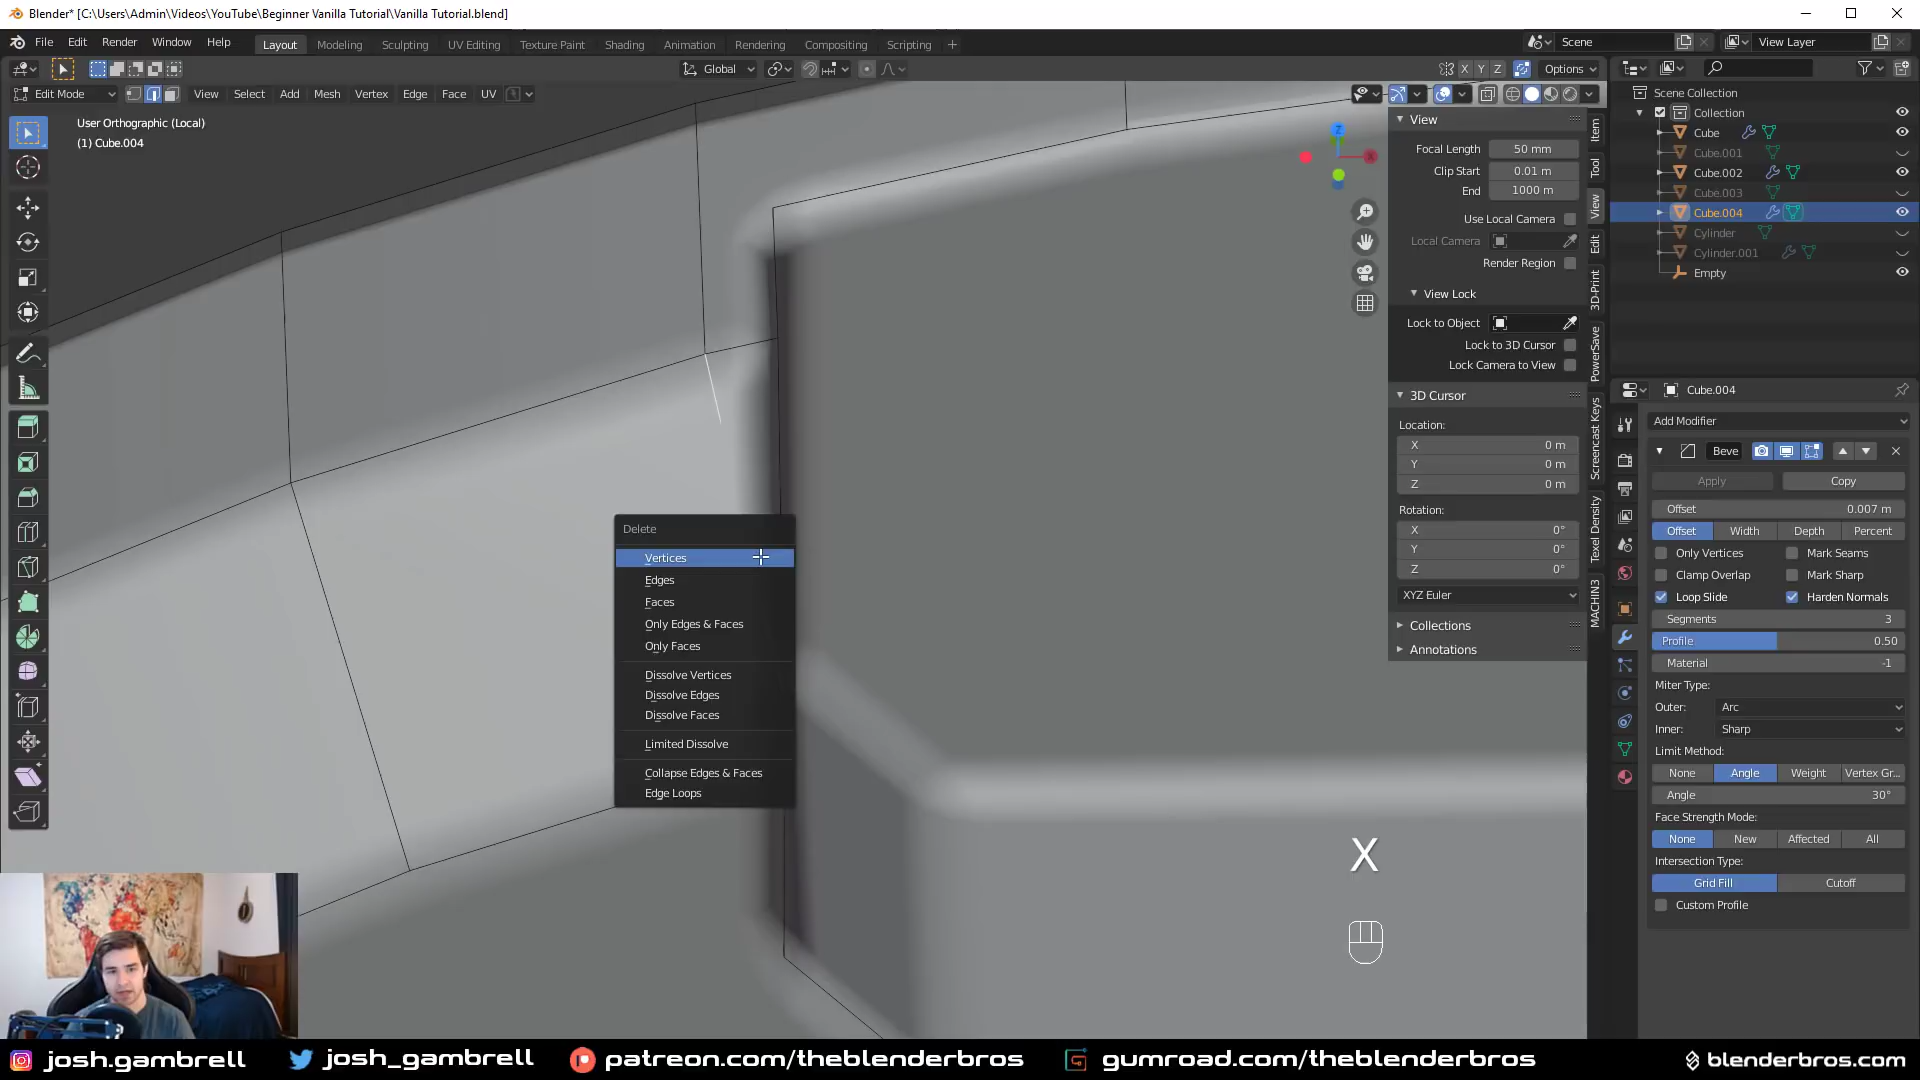 Blender* [C:\Users\Admin\Videos\YouTube\Beginner Vanilla Tutorial\Vanilla Tutorial.blend]
File Edit Render Window Help
Layout Modeling Sculpting UV Editing Texture Paint Shading Animation Rendering Compositing Scripting +
Scene
View Layer
Global
X Y Z
Options
Edit Mode
View Select Add Mesh Vertex Edge Face UV
User Orthographic (Local)
(1) Cube.004
Z
X
Delete
Vertices
Edges
Faces
Only Edges & Faces
Only Faces
Dissolve Vertices
Dissolve Edges
Dissolve Faces
Limited Dissolve
Collapse Edges & Faces
Edge Loops
X
View
Focal Length 50 mm
Clip Start 0.01 m
End 1000 m
Use Local Camera
Local Camera
Render Region
View Lock
Lock to Object
Lock to 3D Cursor
Lock Camera to View
3D Cursor
Location:
X 0 m
Y 0 m
Z 0 m
Rotation:
X 0°
Y 0°
Z 0°
XYZ Euler
Collections
Annotations
Item
Tool
View
Edit
3D-Print
PowerSave
Screencast Keys
Texel Density
MACHIN3
Scene Collection
Collection
Cube
Cube.001
Cube.002
Cube.003
Cube.004
Cylinder
Cylinder.001
Empty
Cube.004
Add Modifier
Beve
Apply Copy
Offset 0.007 m
Offset Width Depth Percent
Only Vertices Mark Seams
Clamp Overlap Mark Sharp
Loop Slide Harden Normals
Segments 3
Profile 0.50
Material -1
Miter Type:
Outer: Arc
Inner: Sharp
Limit Method:
None Angle Weight Vertex Gr...
Angle 30°
Face Strength Mode:
None New Affected All
Intersection Type:
Grid Fill Cutoff
Custom Profile
josh.gambrell josh_gambrell patreon.com/theblenderbros gumroad.com/theblenderbros blenderbros.com